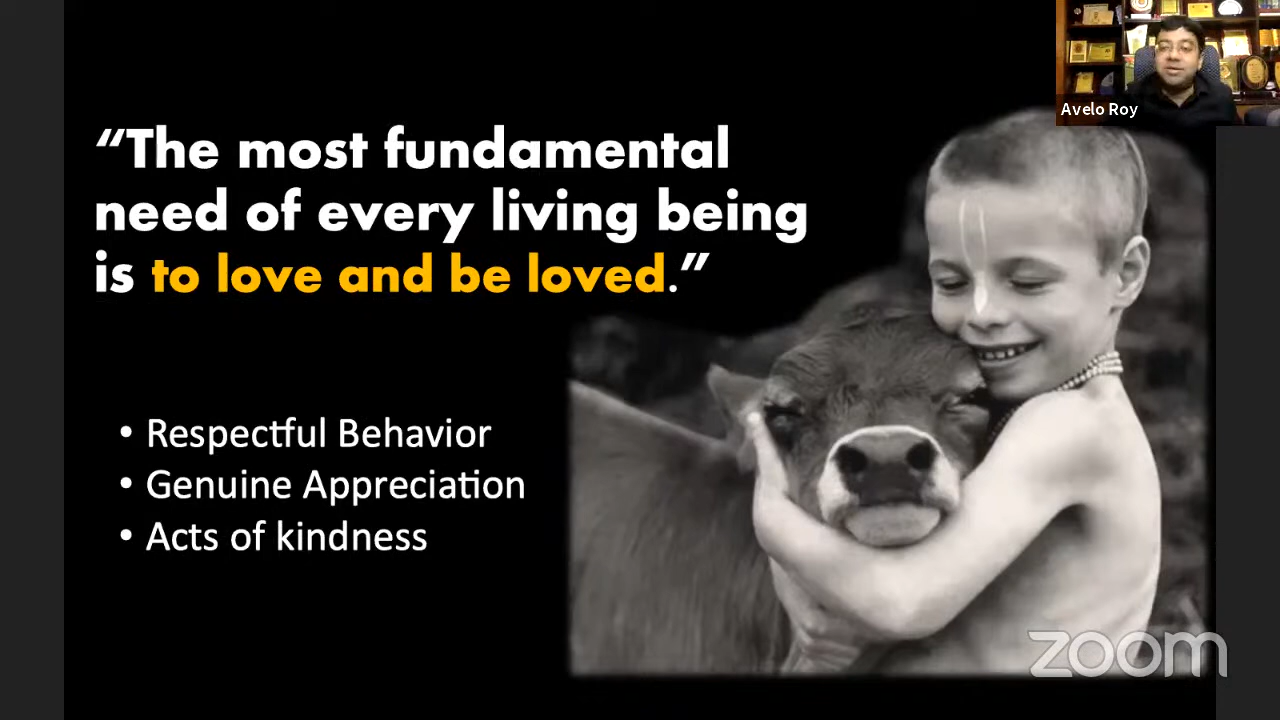 Avelo Roy
“The most fundamental
need of every living being
is to love and be loved.”
• Respectful Behavior
• Genuine Appreciation
• Acts of kindness
zoom